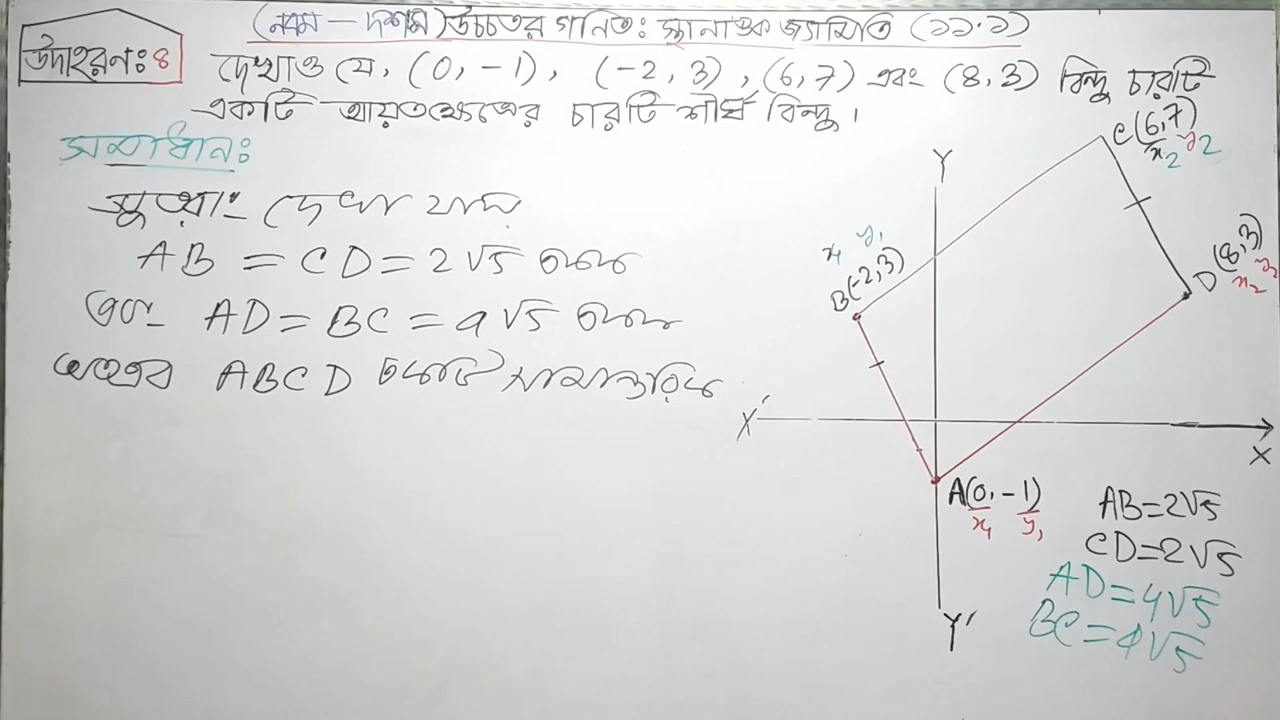 (নবম — দশম) উচ্চতর গণিত: স্থানাঙ্ক জ্যামিতি (১১.১)
উদাহরণ: ৪
দেখাও যে, (0, -1), (-2, 3), (6, 7) এবং (8, 3) বিন্দু চারটি
একটি আয়তক্ষেত্রের চারটি শীর্ষ বিন্দু।
সমাধান:
দেখা যায়
AB = CD = 2√5 একক
এবং AD = BC = 4√5 একক
অতএব ABCD একটি সামান্তরিক
C(6,7)
x2 y2
Y
x1 y1
B(-2,3)
D(8,3)
x2 y2
X'
X
A(0, -1)
x1 y1
AB=2√5
CD=2√5
AD=4√5
BC=4√5
Y'